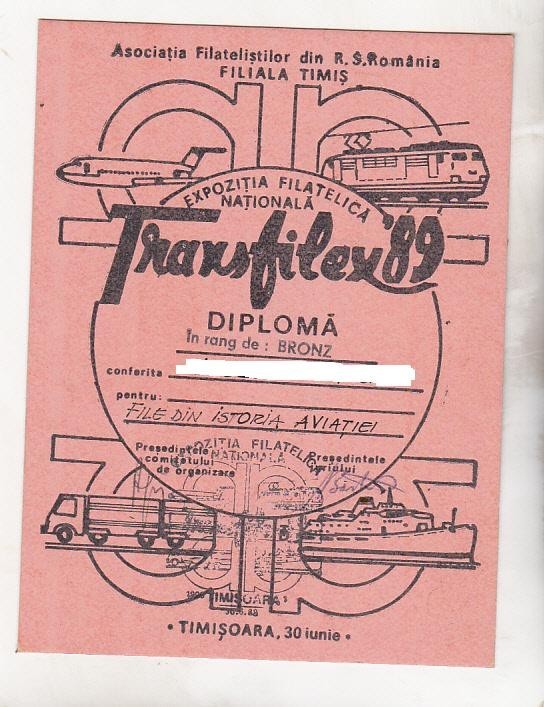 Asociația Filateliștilor din R.S.România
FILIALA TIMIȘ
EXPOZIȚIA FILATELICĂ
NAȚIONALĂ
Transfilex'89
DIPLOMĂ
în rang de: BRONZ
conferita
pentru:
FILE DIN ISTORIA AVIAȚIEI
Președintele
comitetului
de organizare
Președintele
juriului
EXPOZIȚIA FILATELICĂ
NAȚIONALĂ
TIMIȘOARA
• TIMIȘOARA, 30 iunie •